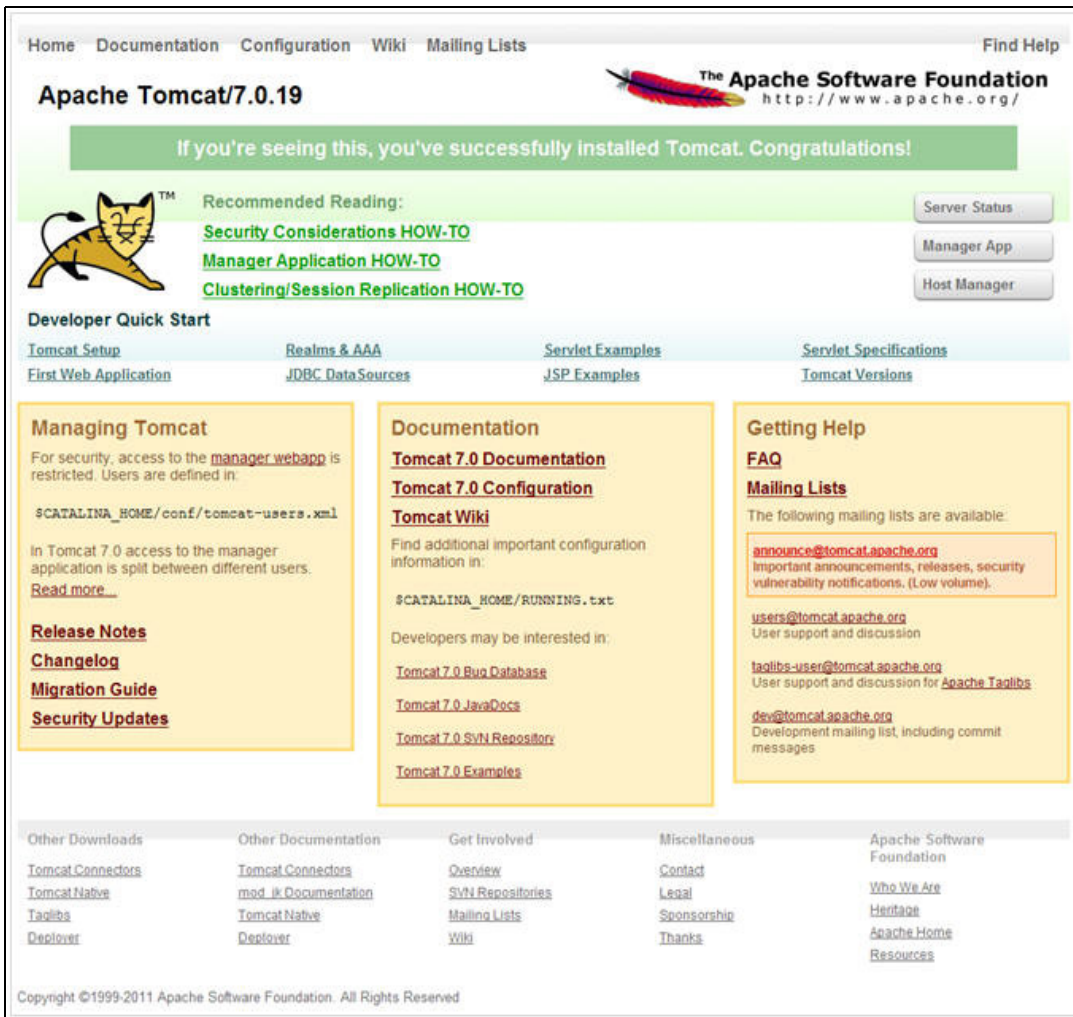 Home Documentation Configuration Wiki Mailing Lists Find Help
Apache Tomcat/7.0.19
The Apache Software Foundation
http://www.apache.org/
If you're seeing this, you've successfully installed Tomcat. Congratulations!
TM
Recommended Reading:
Security Considerations HOW-TO
Manager Application HOW-TO
Clustering/Session Replication HOW-TO
Server Status
Manager App
Host Manager
Developer Quick Start
Tomcat Setup Realms & AAA Servlet Examples Servlet Specifications
First Web Application JDBC DataSources JSP Examples Tomcat Versions
Managing Tomcat
For security, access to the manager webapp is
restricted. Users are defined in:
$CATALINA_HOME/conf/tomcat-users.xml
In Tomcat 7.0 access to the manager
application is split between different users.
Read more...
Release Notes
Changelog
Migration Guide
Security Updates
Documentation
Tomcat 7.0 Documentation
Tomcat 7.0 Configuration
Tomcat Wiki
Find additional important configuration
information in:
$CATALINA_HOME/RUNNING.txt
Developers may be interested in:
Tomcat 7.0 Bug Database
Tomcat 7.0 JavaDocs
Tomcat 7.0 SVN Repository
Tomcat 7.0 Examples
Getting Help
FAQ
Mailing Lists
The following mailing lists are available:
announce@tomcat.apache.org
Important announcements, releases, security
vulnerability notifications. (Low volume).
users@tomcat.apache.org
User support and discussion
taglibs-user@tomcat.apache.org
User support and discussion for Apache Taglibs
dev@tomcat.apache.org
Development mailing list, including commit
messages
Other Downloads
Tomcat Connectors
Tomcat Native
Taglibs
Deployer
Other Documentation
Tomcat Connectors
mod_jk Documentation
Tomcat Native
Deployer
Get Involved
Overview
SVN Repositories
Mailing Lists
Wiki
Miscellaneous
Contact
Legal
Sponsorship
Thanks
Apache Software
Foundation
Who We Are
Heritage
Apache Home
Resources
Copyright ©1999-2011 Apache Software Foundation. All Rights Reserved